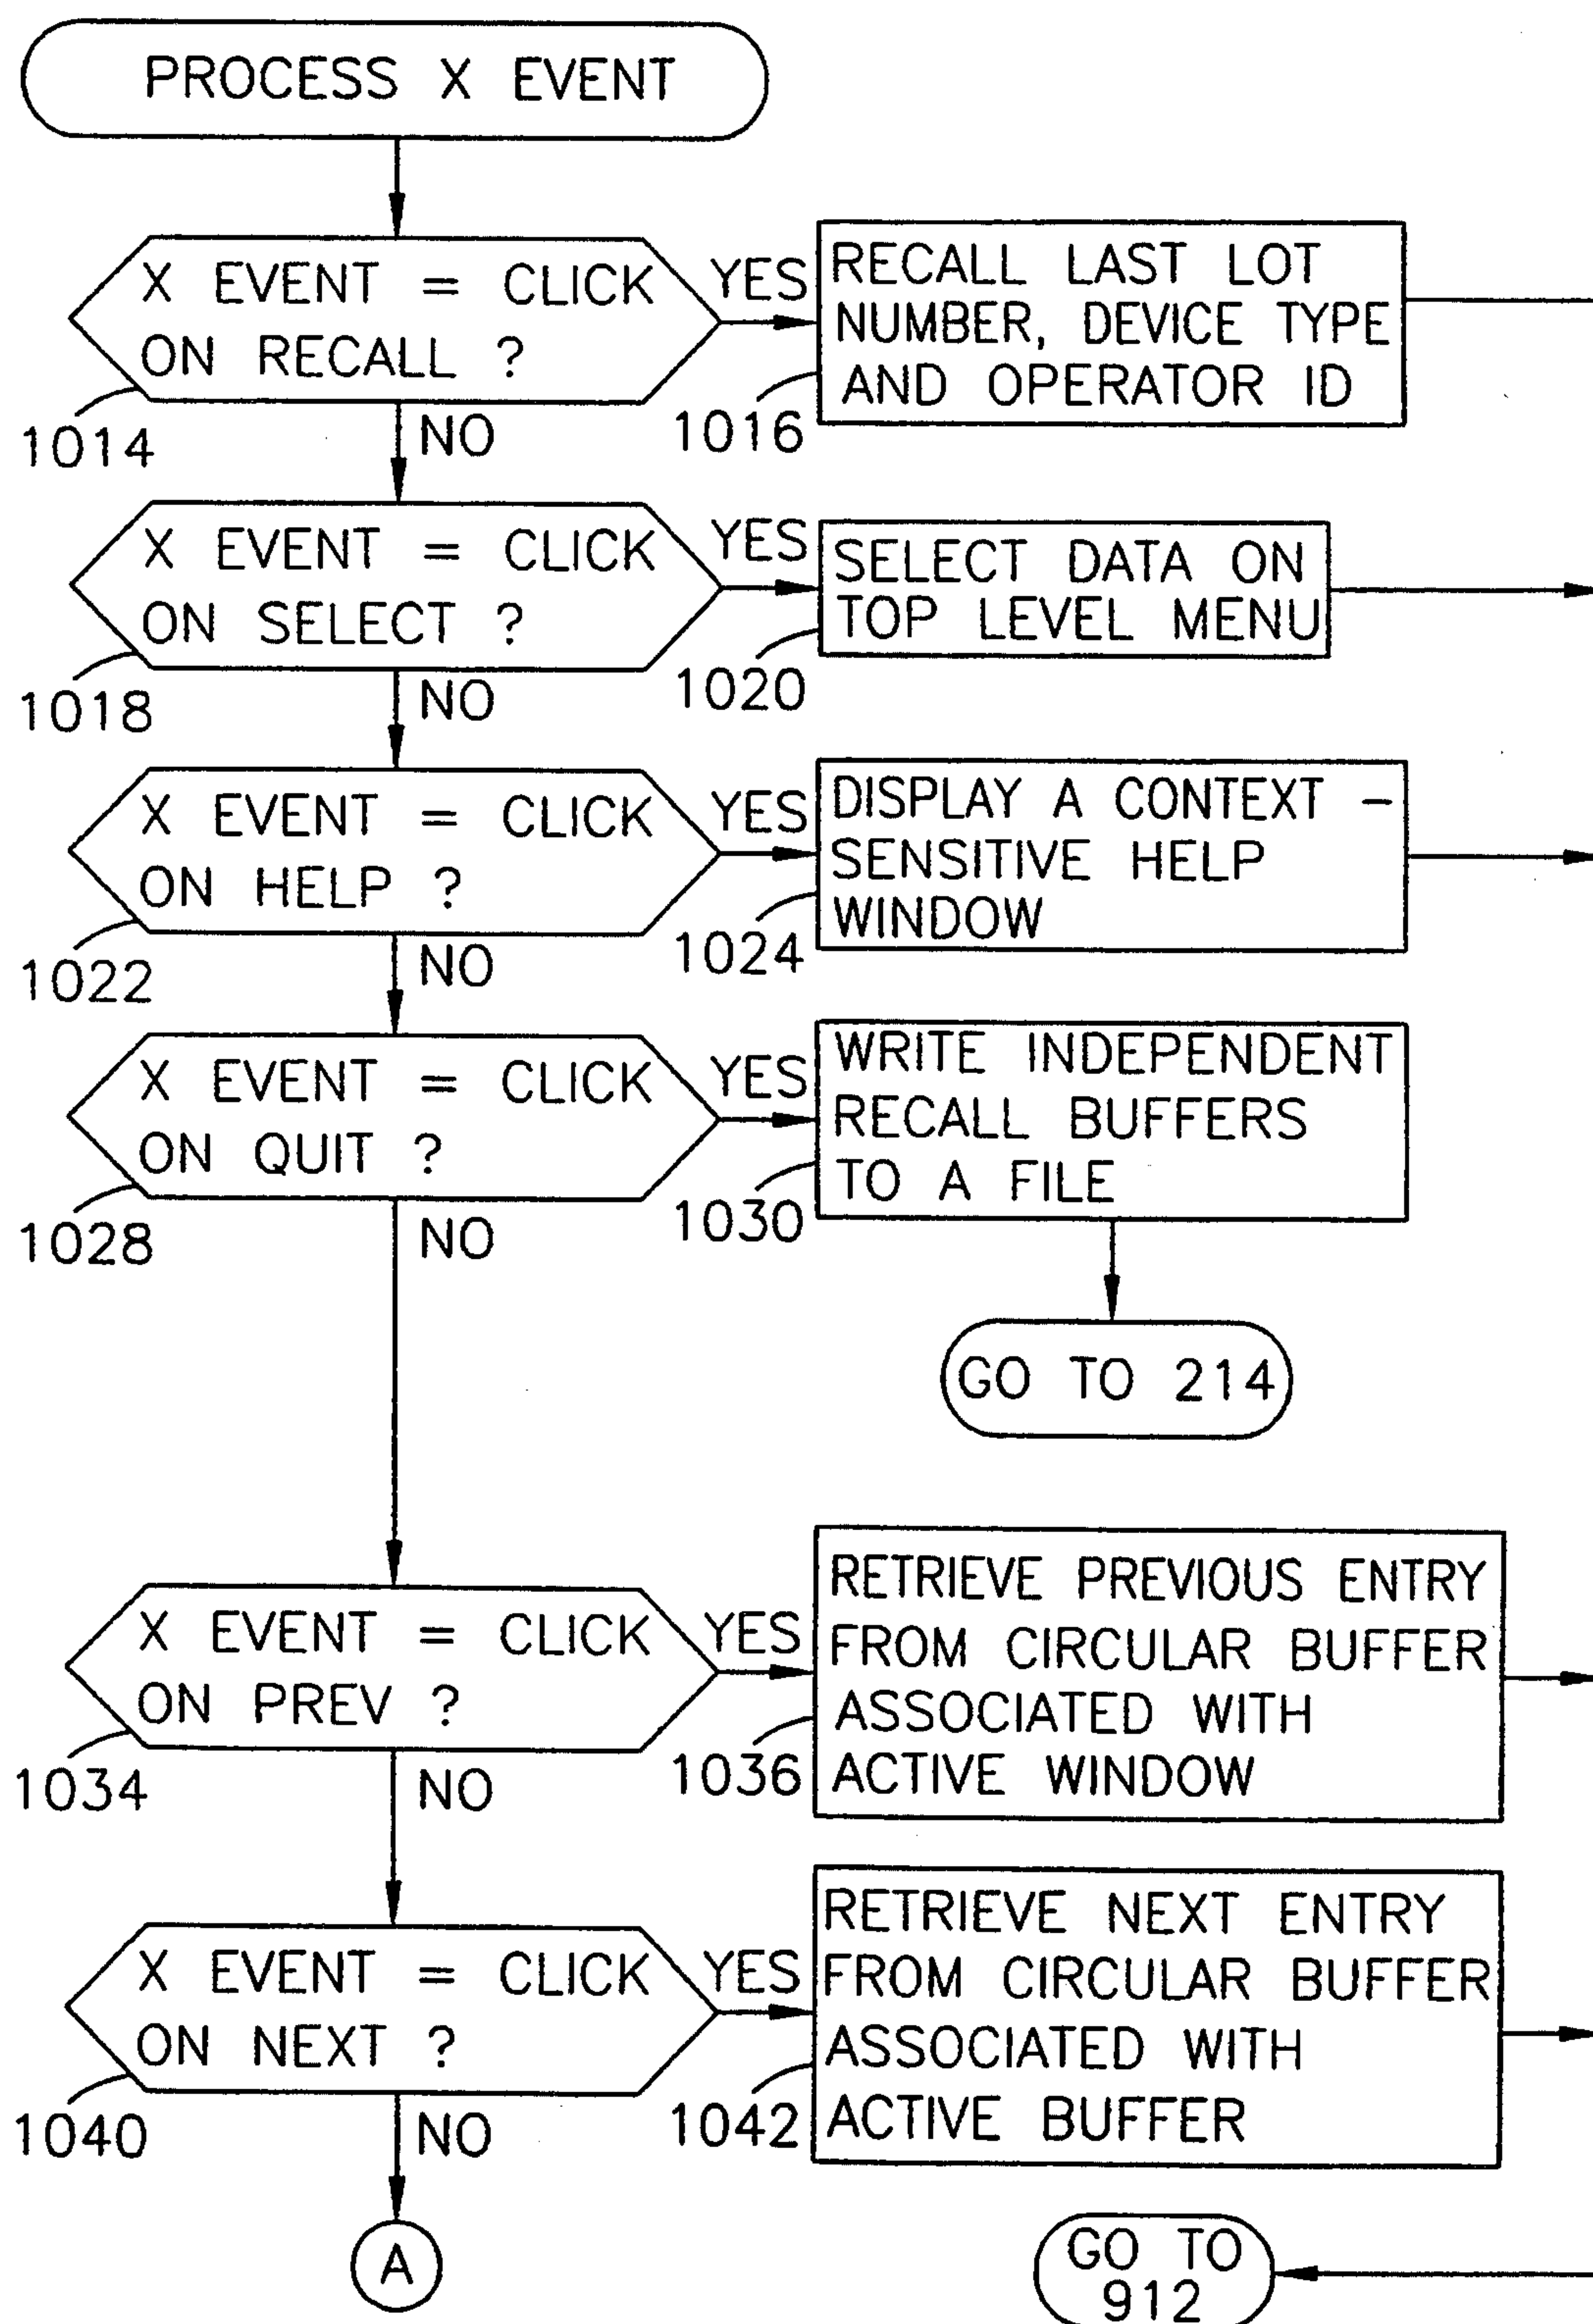 PROCESS X EVENT
X EVENT = CLICK
ON RECALL ?
1014
YES
NO
RECALL LAST LOT
NUMBER, DEVICE TYPE
AND OPERATOR ID
1016
X EVENT = CLICK
ON SELECT ?
1018
YES
NO
SELECT DATA ON
TOP LEVEL MENU
1020
X EVENT = CLICK
ON HELP ?
1022
YES
NO
DISPLAY A CONTEXT -
SENSITIVE HELP
WINDOW
1024
X EVENT = CLICK
ON QUIT ?
1028
YES
NO
WRITE INDEPENDENT
RECALL BUFFERS
TO A FILE
1030
GO TO 214
X EVENT = CLICK
ON PREV ?
1034
YES
NO
RETRIEVE PREVIOUS ENTRY
FROM CIRCULAR BUFFER
ASSOCIATED WITH
ACTIVE WINDOW
1036
X EVENT = CLICK
ON NEXT ?
1040
YES
NO
RETRIEVE NEXT ENTRY
FROM CIRCULAR BUFFER
ASSOCIATED WITH
ACTIVE BUFFER
1042
A
GO TO
912